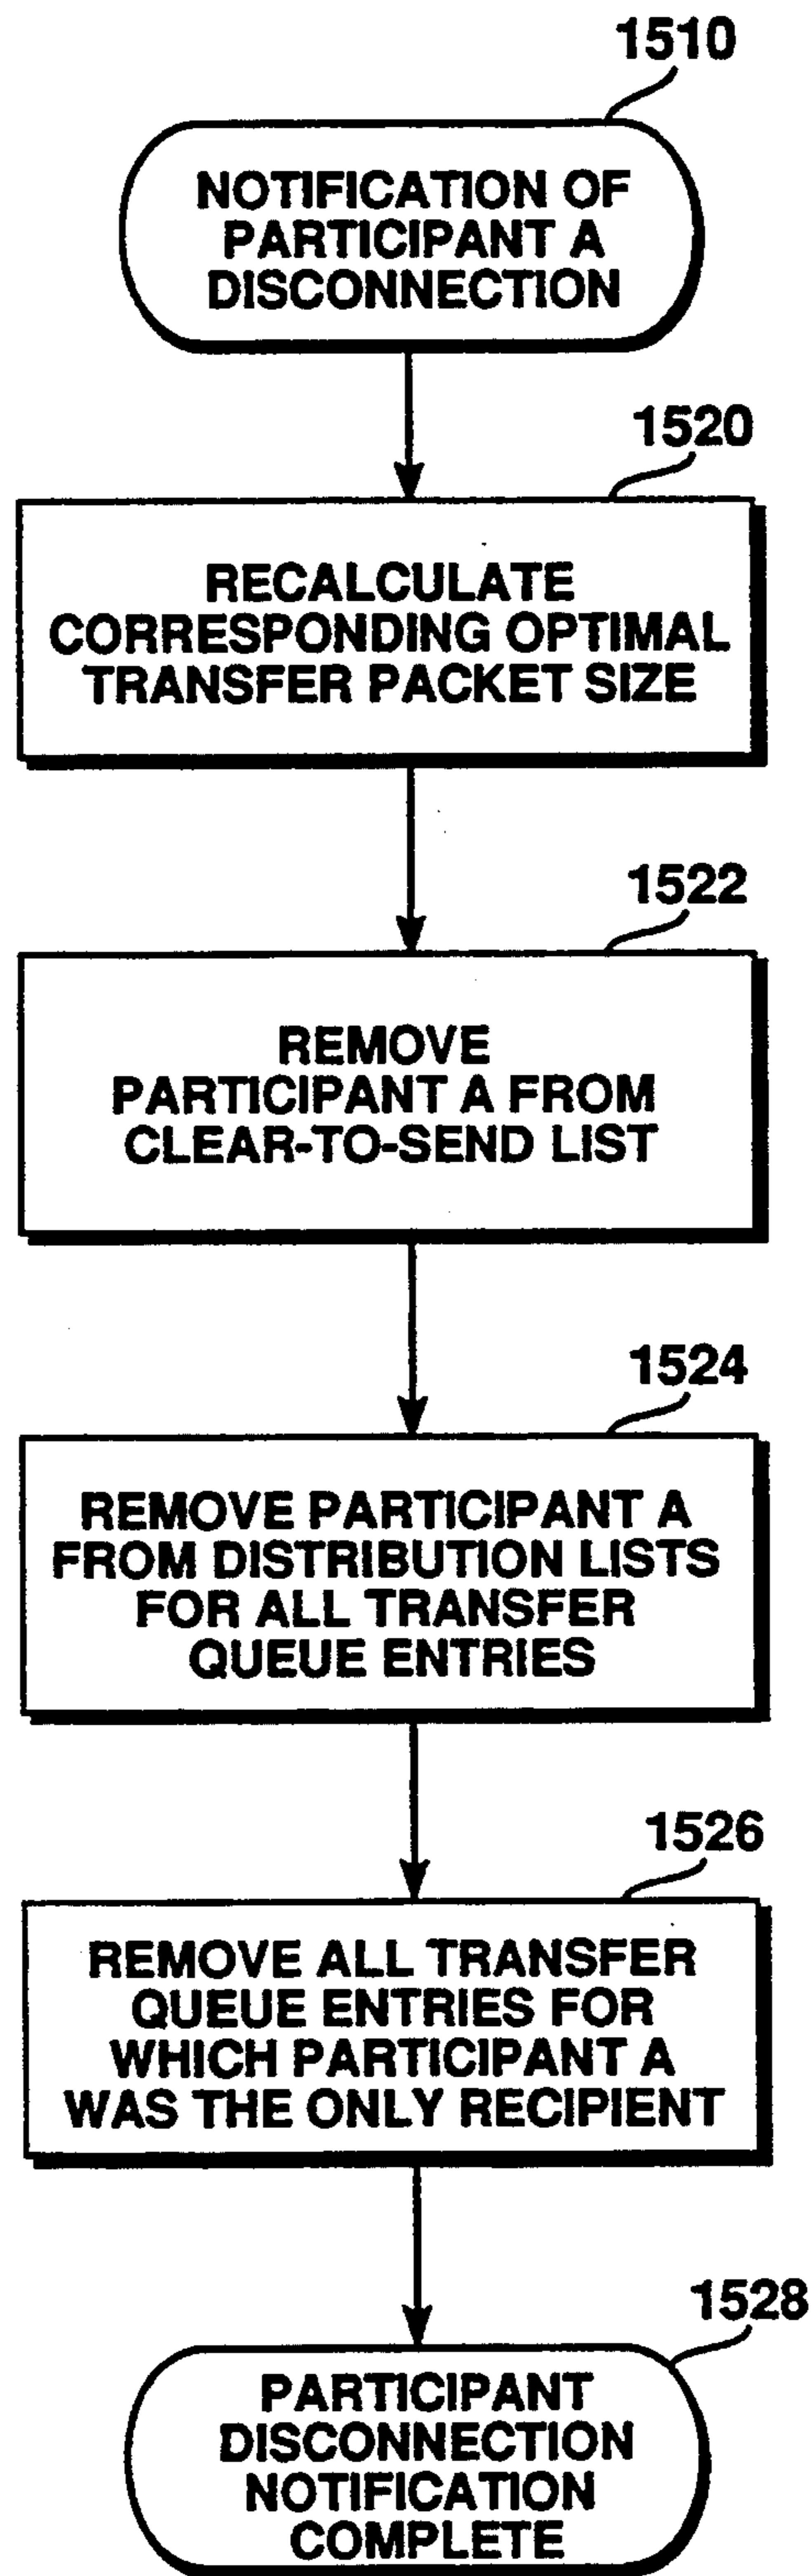 1510
NOTIFICATION OF
PARTICIPANT A
DISCONNECTION
1520
RECALCULATE
CORRESPONDING OPTIMAL
TRANSFER PACKET SIZE
1522
REMOVE
PARTICIPANT A FROM
CLEAR-TO-SEND LIST
1524
REMOVE PARTICIPANT A
FROM DISTRIBUTION LISTS
FOR ALL TRANSFER
QUEUE ENTRIES
1526
REMOVE ALL TRANSFER
QUEUE ENTRIES FOR
WHICH PARTICIPANT A
WAS THE ONLY RECIPIENT
1528
PARTICIPANT
DISCONNECTION
NOTIFICATION
COMPLETE